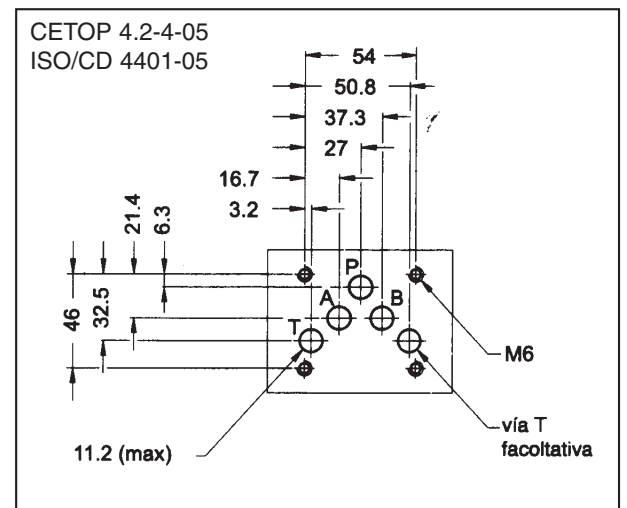 CETOP 4.2-4-05
ISO/CD 4401-05
54
50.8
37.3
27
16.7
3.2
21.4
6.3
46
32.5
P
A
B
T
M6
11.2 (max)
vía T
facoltativa